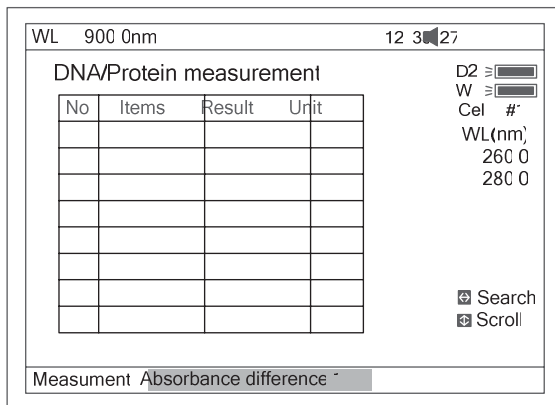 WL 900 0nm 12 3 27
DNA/Protein measurement
D2
W
No Items Result Unit
Cel #
WL(nm)
260 0
280 0
Search
Scroll
Measument Absorbance difference